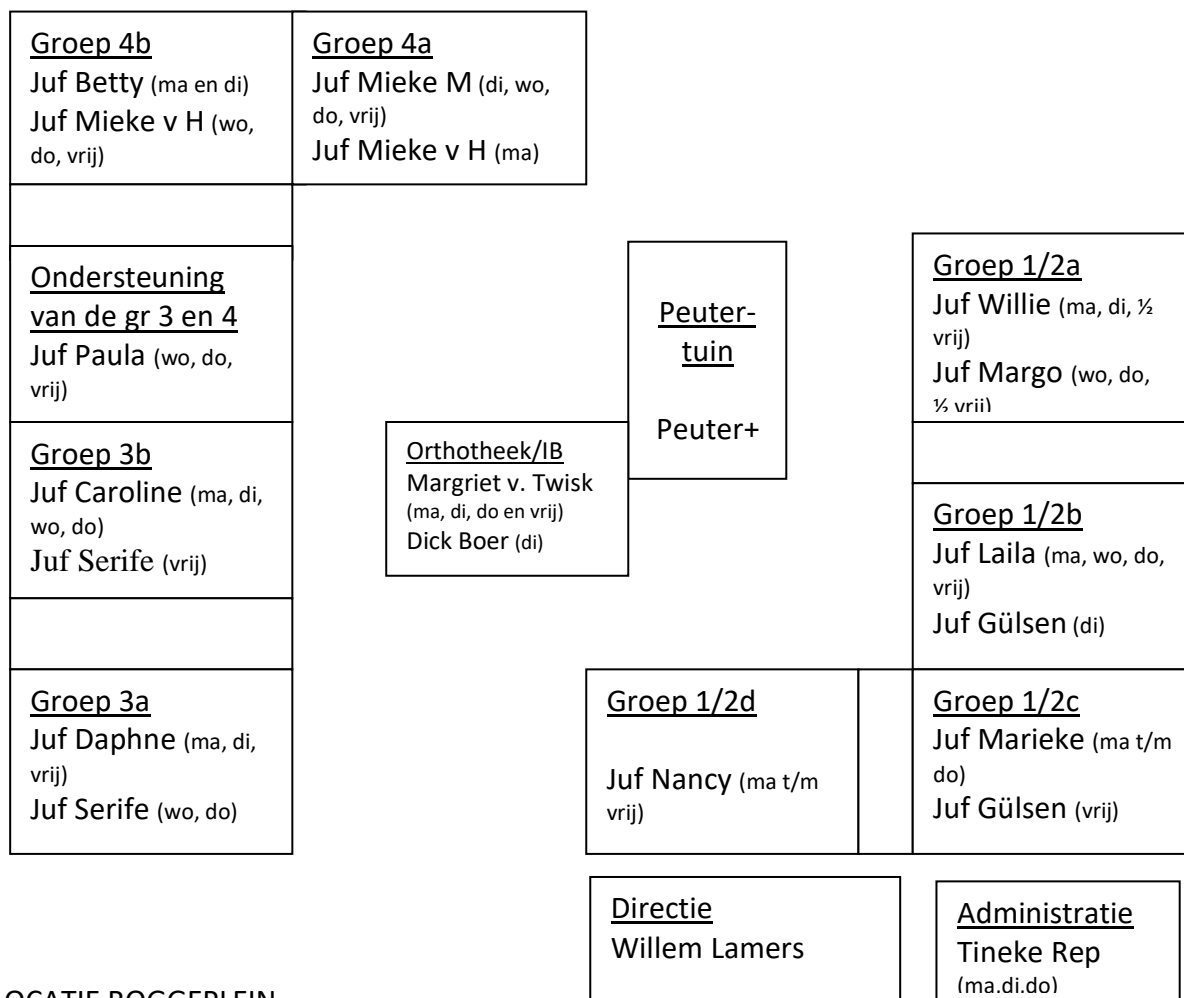 Groep 4b
Juf Betty (ma en di)
Juf Mieke v H (wo,
do, vrij)
Groep 4a
Juf Mieke M (di, wo,
do, vrij)
Juf Mieke v H (ma)
Ondersteuning
van de gr 3 en 4
Juf Paula (wo, do,
vrij)
Peuter-
tuin
Peuter+
Groep 1/2a
Juf Willie (ma, di, ½
vrij)
Juf Margo (wo, do,
½ vrij)
Groep 3b
Juf Caroline (ma, di,
wo, do)
Juf Serife (vrij)
Orthotheek/IB
Margriet v. Twisk
(ma, di, do en vrij)
Dick Boer (di)
Groep 1/2b
Juf Laila (ma, wo, do,
vrij)
Juf Gülsen (di)
Groep 3a
Juf Daphne (ma, di,
vrij)
Juf Serife (wo, do)
Groep 1/2d
Juf Nancy (ma t/m
vrij)
Groep 1/2c
Juf Marieke (ma t/m
do)
Juf Gülsen (vrij)
Directie
Willem Lamers
Administratie
Tineke Rep
(ma.di.do)